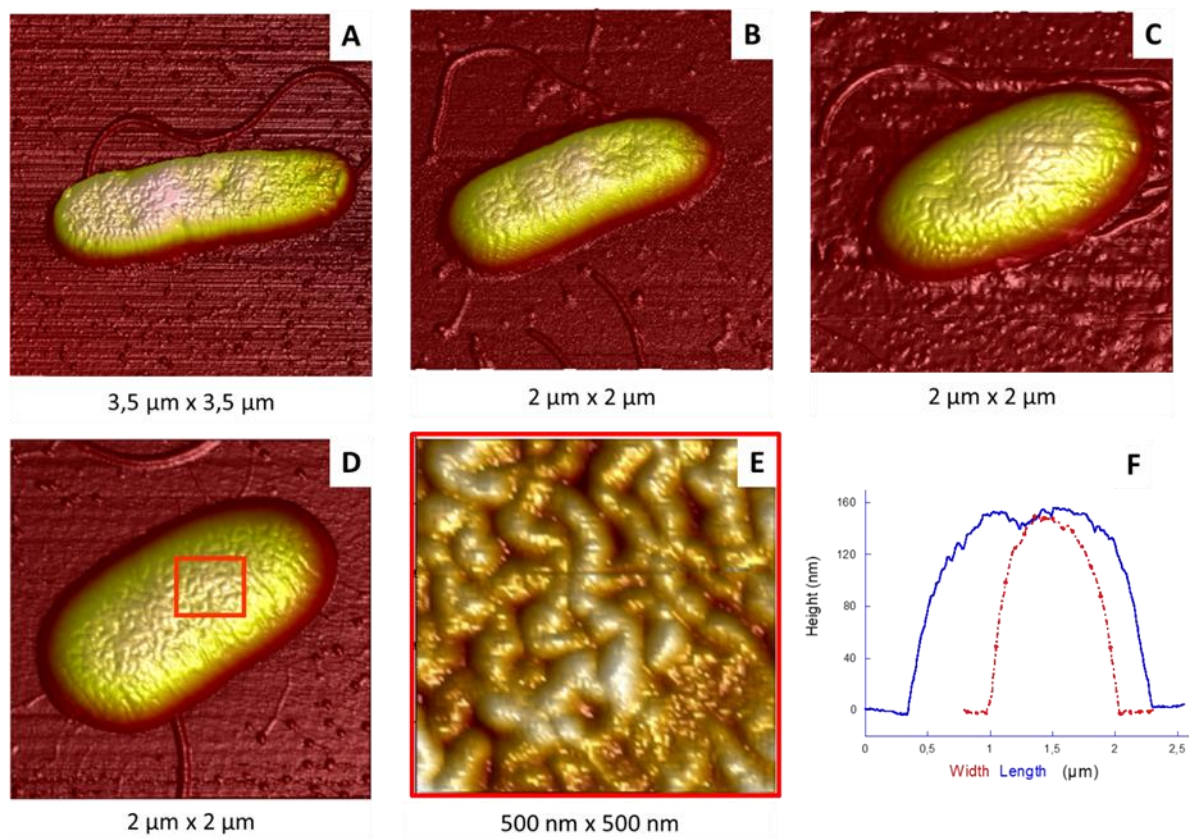 A
B
C
3,5 µm x 3,5 µm
2 µm x 2 µm
2 µm x 2 µm
D
E
F
160
120
80
40
0
Height (nm)
0
0,5
1
1,5
2
2,5
Width Length (µm)
2 µm x 2 µm
500 nm x 500 nm